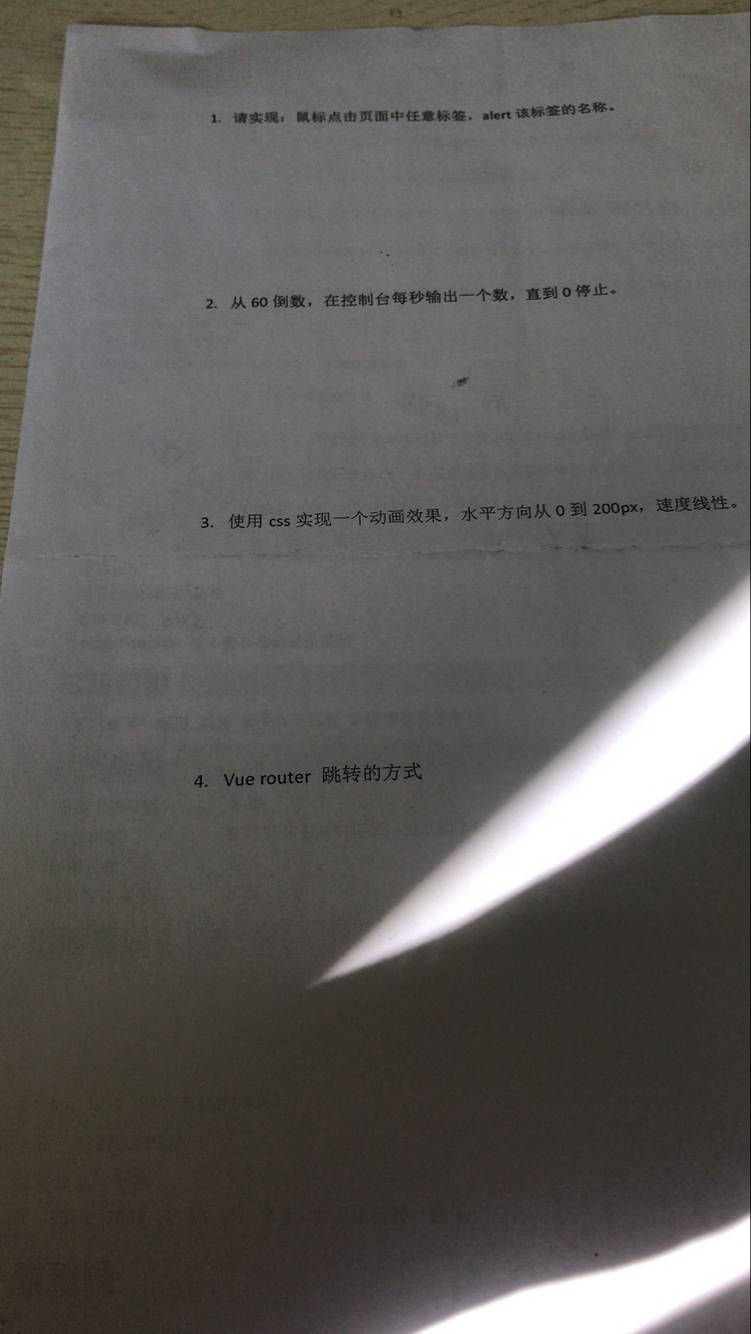 1. 请实现：鼠标点击页面中任意标签，alert 该标签的名称。
2. 从 60 倒数，在控制台每秒输出一个数，直到 0 停止。
3. 使用 css 实现一个动画效果，水平方向从 0 到 200px，速度线性。
4. Vue router 跳转的方式